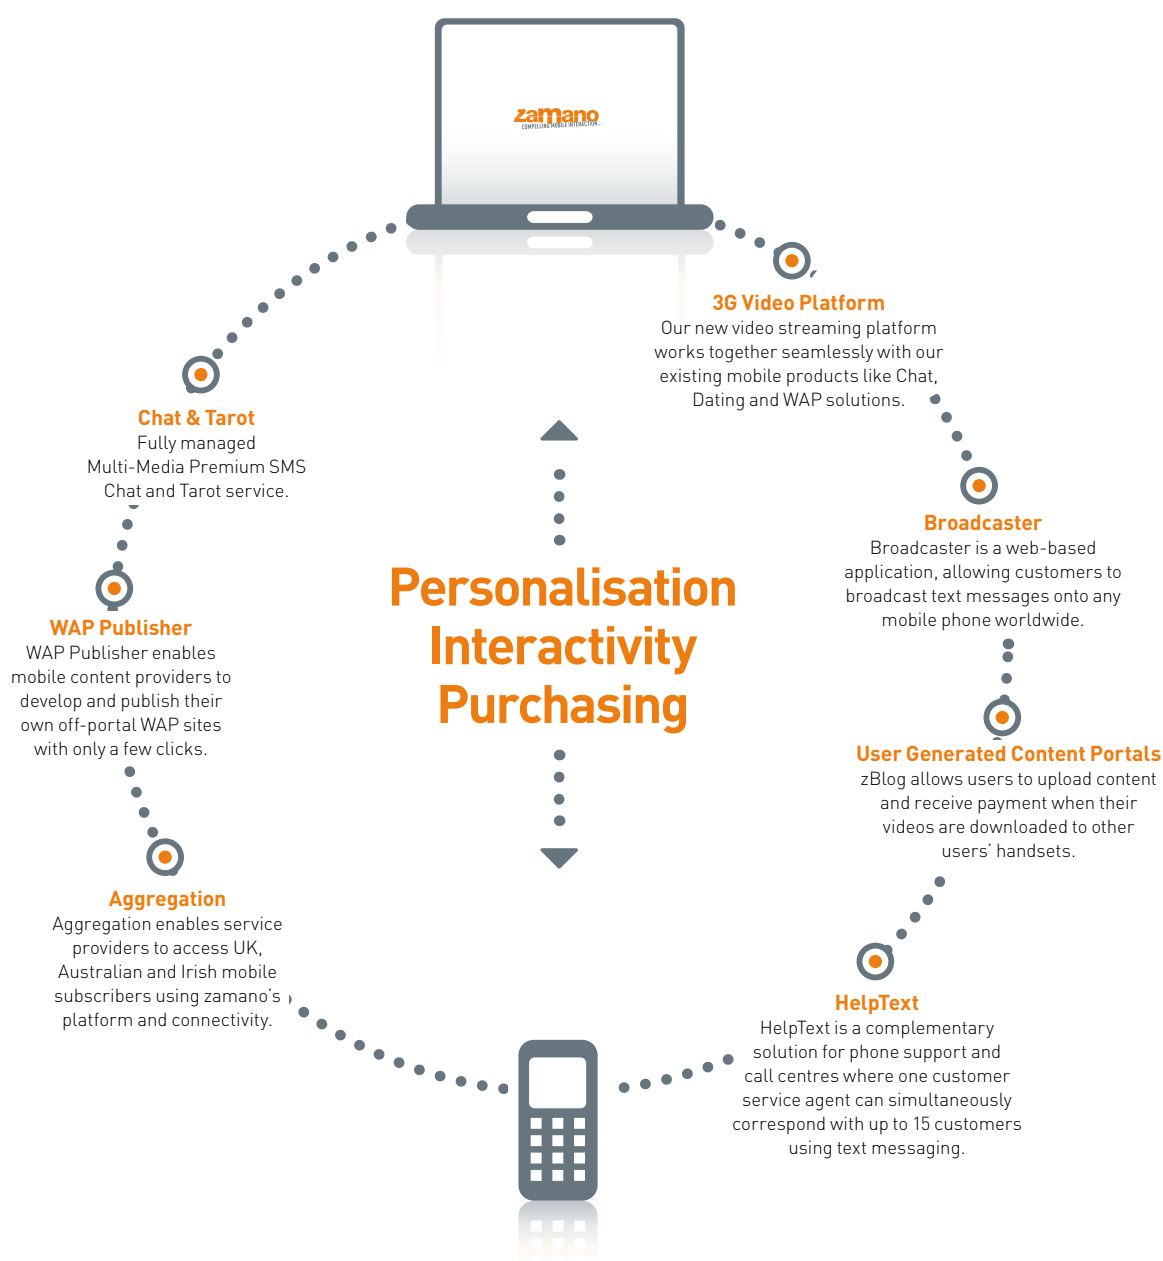 zamano
COMPELLING MOBILE INTERACTION
3G Video Platform
Our new video streaming platform
works together seamlessly with our
existing mobile products like Chat,
Dating and WAP solutions.
Broadcaster
Broadcaster is a web-based
application, allowing customers to
broadcast text messages onto any
mobile phone worldwide.
User Generated Content Portals
zBlog allows users to upload content
and receive payment when their
videos are downloaded to other
users' handsets.
HelpText
HelpText is a complementary
solution for phone support and
call centres where one customer
service agent can simultaneously
correspond with up to 15 customers
using text messaging.
Chat & Tarot
Fully managed
Multi-Media Premium SMS
Chat and Tarot service.
WAP Publisher
WAP Publisher enables
mobile content providers to
develop and publish their
own off-portal WAP sites
with only a few clicks.
Aggregation
Aggregation enables service
providers to access UK,
Australian and Irish mobile
subscribers using zamano's
platform and connectivity.
Personalisation
Interactivity
Purchasing